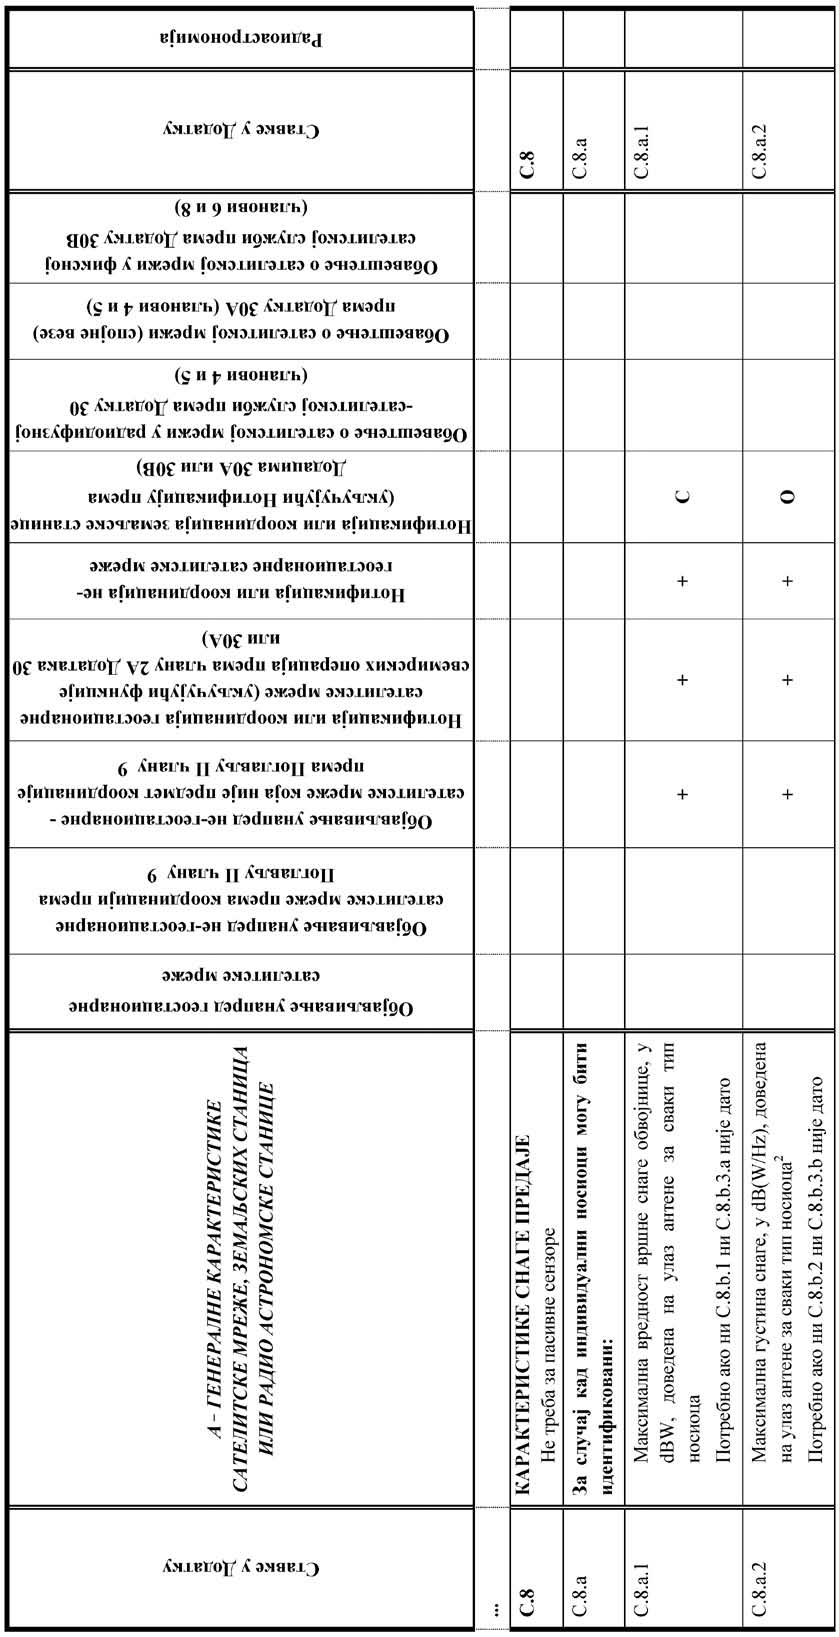 Ставке у Додатку
А – ГЕНЕРАЛНЕ КАРАКТЕРИСТИКЕ
САТЕЛИТСКЕ МРЕЖЕ, ЗЕМАЉСКИХ СТАНИЦА
ИЛИ РАДИО АСТРОНОМСКЕ СТАНИЦЕ
Објављивање унапред геостационарне
сателитске мреже
Објављивање унапред не-геостационарне
сателитске мреже према координацији према
Поглављу II члану 9
Објављивање унапред не-геостационарне -
сателитске мреже која није предмет координације
према Поглављу II члану 9
Нотификација или координација геостационарне
сателитске мреже (укључујући функције
свемирских операција према члану 2А Додатака 30
или 30А)
Нотификација или координација не-
геостационарне сателитске мреже
Нотификација или координација земаљске станице
(укључујући Нотификацију према
Додацима 30А или 30В)
Обавештење о сателитској мрежи у радиодифузној
-сателитској служби према Додатку 30
(чланови 4 и 5)
Обавештење о сателитској мрежи (спојне везе)
према Додатку 30А (чланови 4 и 5)
Обавештење о сателитској мрежи у фиксној
сателитској служби према Додатку 30В
(чланови 6 и 8)
Ставке у Додатку
Радиоастрономија
...
C.8
КАРАКТЕРИСТИКЕ СНАГЕ ПРЕДАЈЕ
Не треба за пасивне сензоре
C.8
C.8.a
За случај кад индивидуални носиоци могу бити
идентификовани:
C.8.a
C.8.a.1
Максимална вредност вршне снаге обвојнице, у
dBW, доведена на улаз антене за сваки тип
носиоца
Потребно ако ни C.8.b.1 ни C.8.b.3.a није дато
+
+
+
C
C.8.a.1
C.8.a.2
Максимална густина снаге, у dB(W/Hz), доведена
на улаз антене за сваки тип носиоца²
Потребно ако ни C.8.b.2 ни C.8.b.3.b није дато
+
+
+
O
C.8.a.2